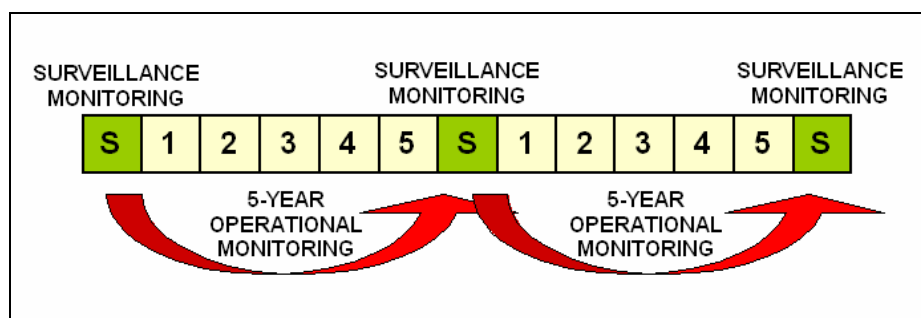 SURVEILLANCE
MONITORING
SURVEILLANCE
MONITORING
SURVEILLANCE
MONITORING
S 1 2 3 4 5 S 1 2 3 4 5 S
5-YEAR
OPERATIONAL
MONITORING
5-YEAR
OPERATIONAL
MONITORING